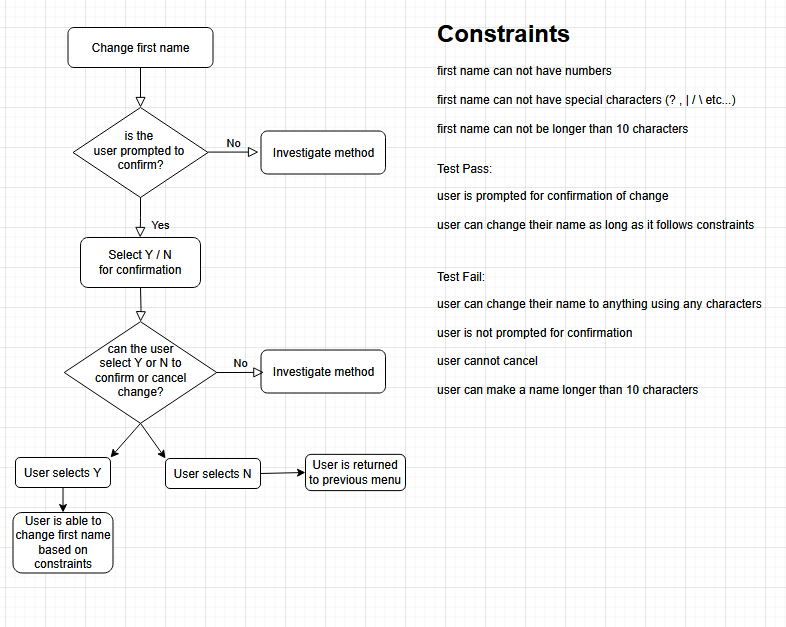 Change first name
is the
user prompted to
confirm?
No
Investigate method
Yes
Select Y / N
for confirmation
can the user
select Y or N to
confirm or cancel
change?
No
Investigate method
User selects Y
User selects N
User is returned
to previous menu
User is able to
change first name
based on
constraints
Constraints
first name can not have numbers
first name can not have special characters (? , | / \ etc...)
first name can not be longer than 10 characters
Test Pass:
user is prompted for confirmation of change
user can change their name as long as it follows constraints
Test Fail:
user can change their name to anything using any characters
user is not prompted for confirmation
user cannot cancel
user can make a name longer than 10 characters